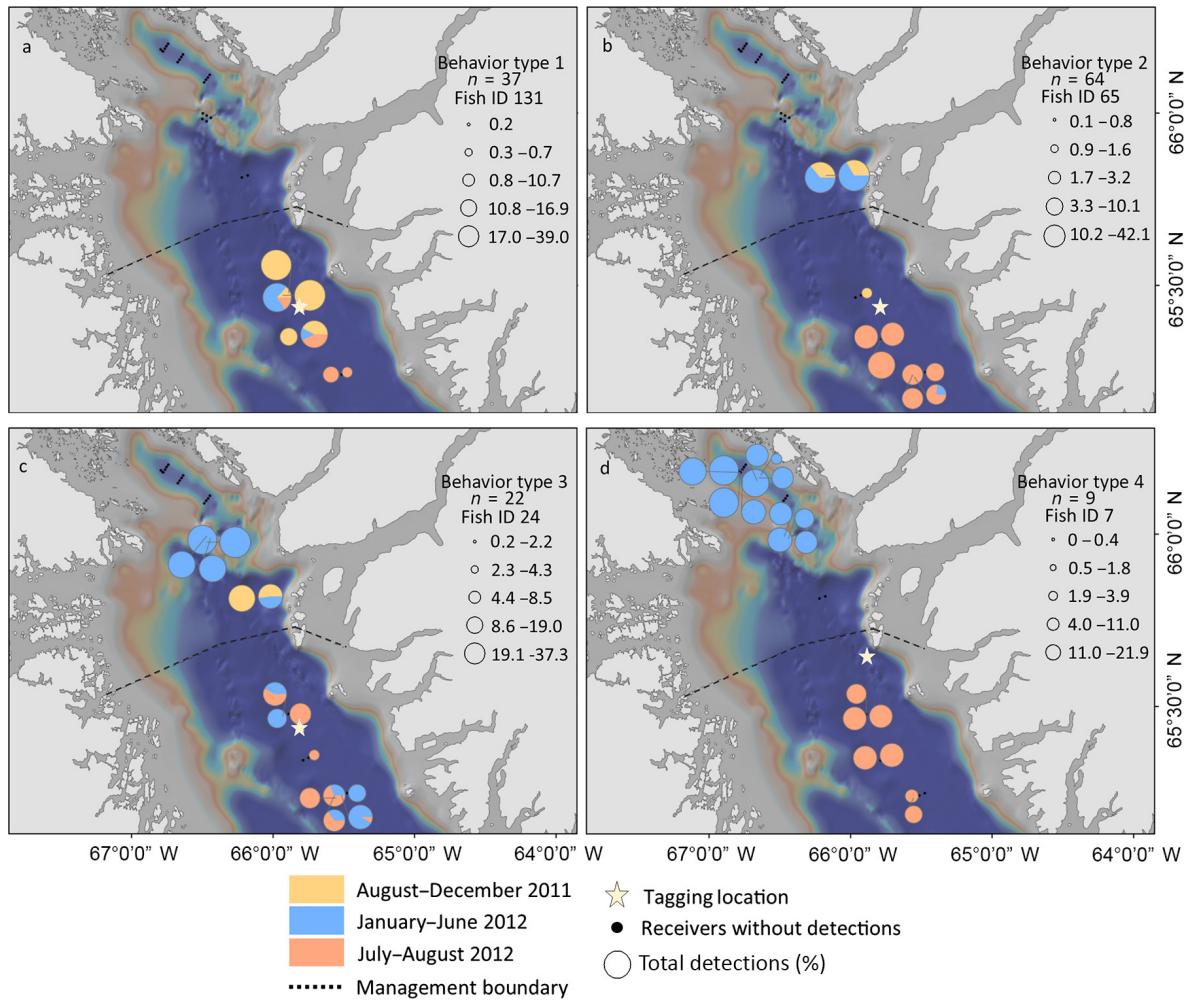 a
Behavior type 1
n = 37
Fish ID 131
0.2
0.3 –0.7
0.8 –10.7
10.8 –16.9
17.0 –39.0
b
Behavior type 2
n = 64
Fish ID 65
0.1 –0.8
0.9 –1.6
1.7 –3.2
3.3 –10.1
10.2 –42.1
66°0'0" N
65°30'0" N
c
Behavior type 3
n = 22
Fish ID 24
0.2 –2.2
2.3 –4.3
4.4 –8.5
8.6 –19.0
19.1 -37.3
d
Behavior type 4
n = 9
Fish ID 7
0 –0.4
0.5 –1.8
1.9 –3.9
4.0 –11.0
11.0 –21.9
66°0'0" N
65°30'0" N
67°0'0" W 66°0'0" W 65°0'0" W 64°0'0" W 67°0'0" W 66°0'0" W 65°0'0" W 64°0'0" W
August–December 2011
January–June 2012
July–August 2012
Management boundary
Tagging location
Receivers without detections
Total detections (%)